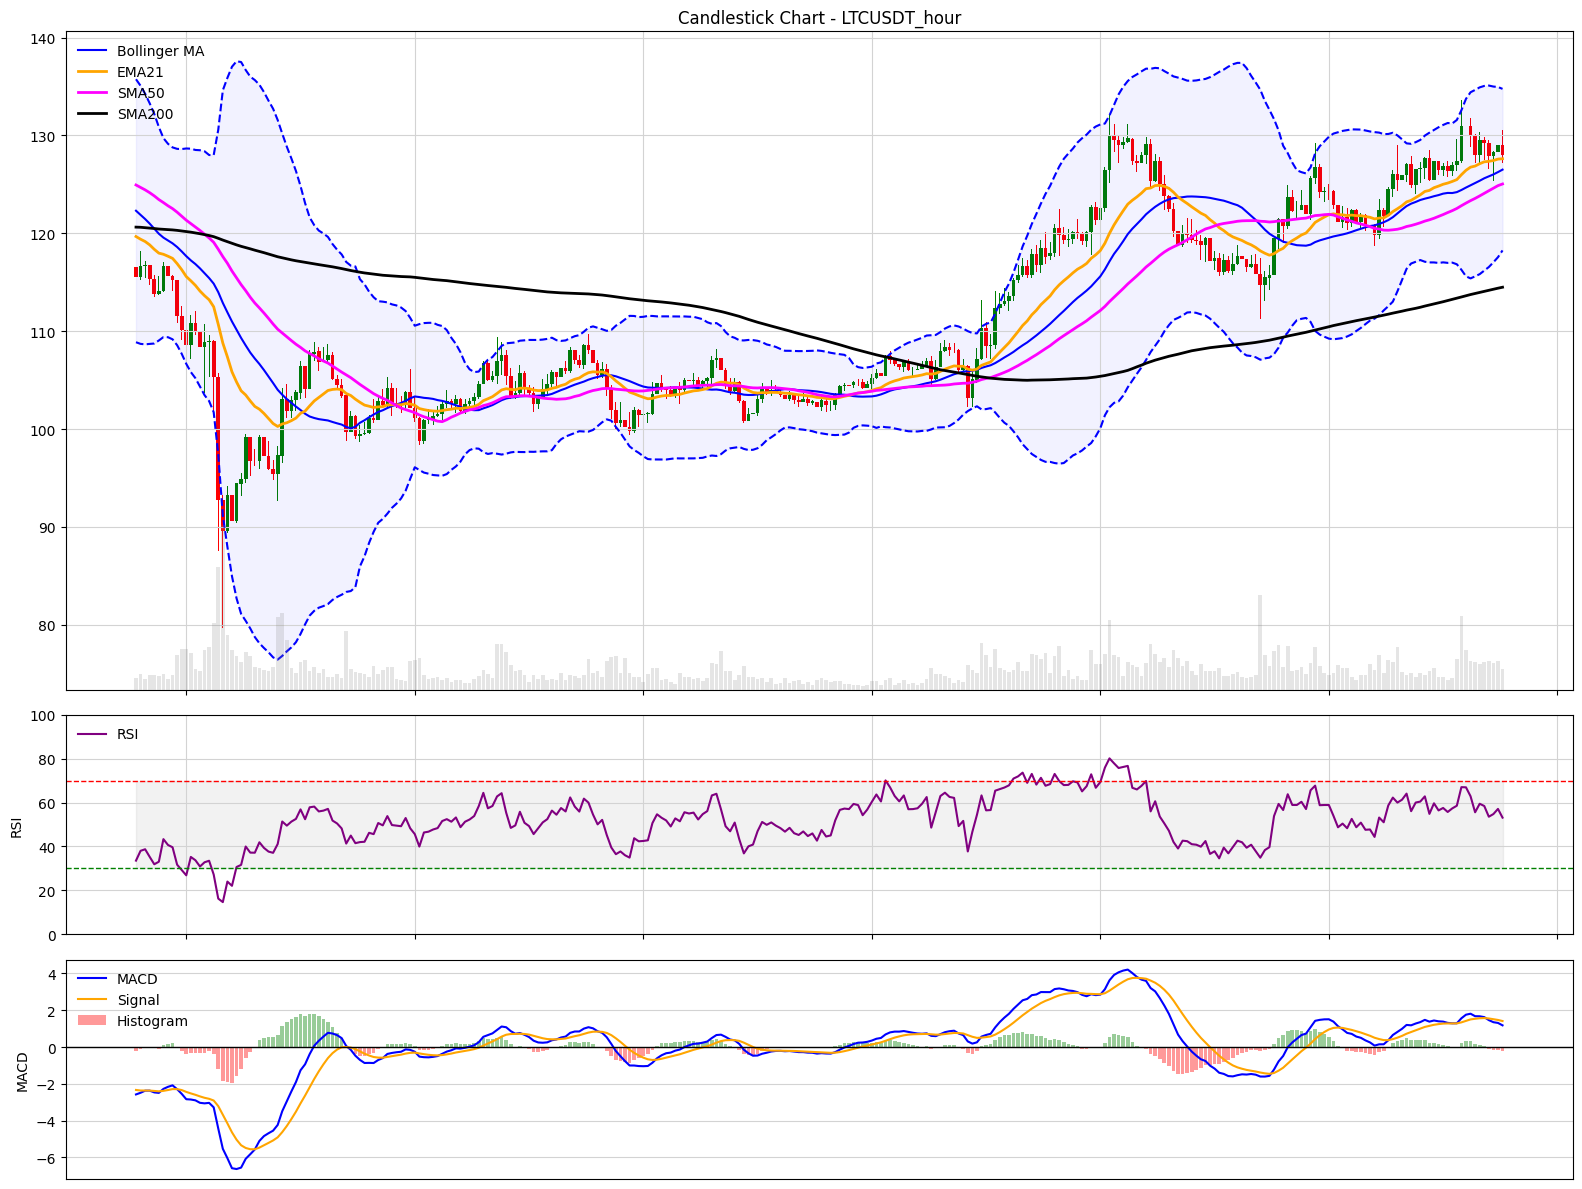 Candlestick Chart - LTCUSDT_hour
140
130
120
110
100
90
80
Bollinger MA
EMA21
SMA50
SMA200
100
80
60
40
20
0
RSI
RSI
4
2
0
−2
−4
−6
MACD
MACD
Signal
Histogram